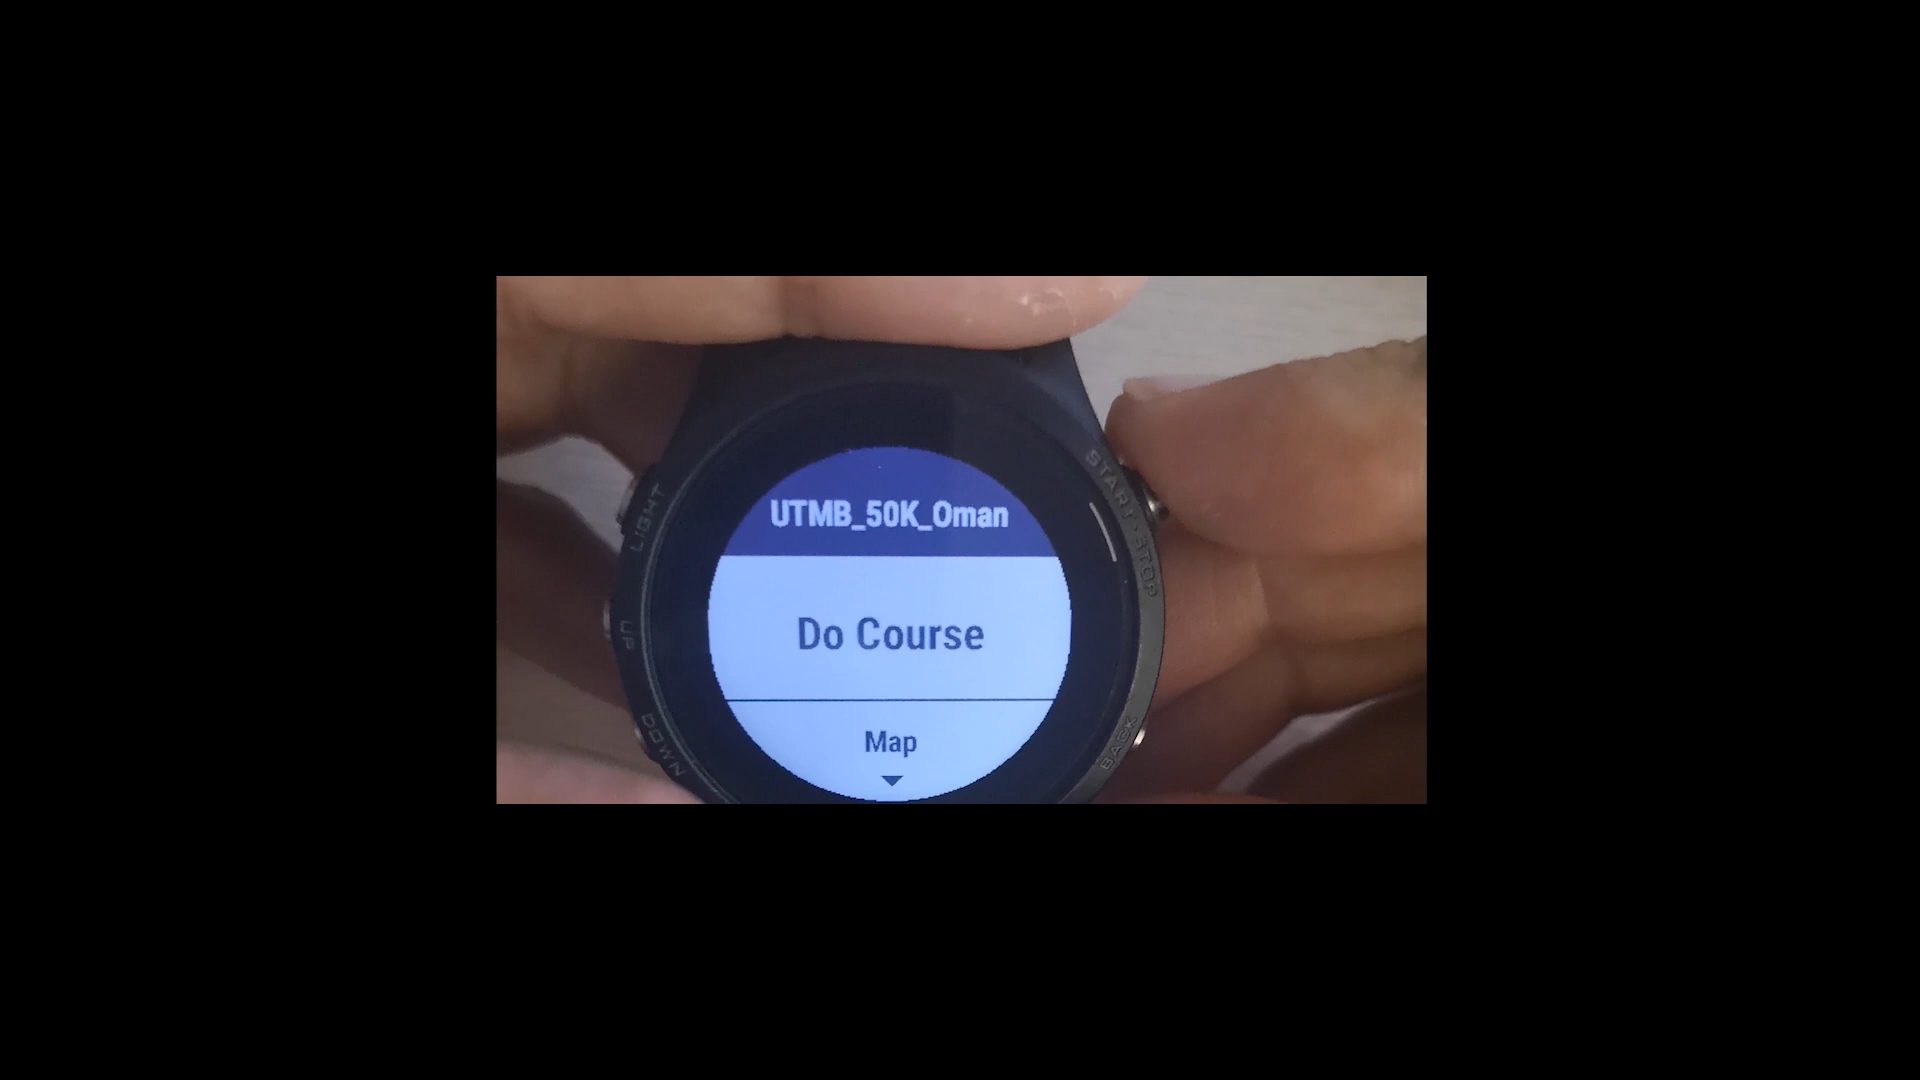 UTMB_50K_Oman
Do Course
Map
LIGHT
UP
DOWN
START·STOP
BACK